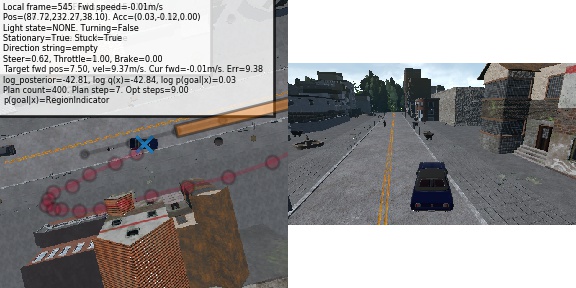 Local frame=545: Fwd speed=-0.01m/s
Pos=(87.72,232.27,38.10). Acc=(0.03,-0.12,0.00)
Light state=NONE. Turning=False
Stationary=True. Stuck=True
Direction string=empty
Steer=0.62, Throttle=1.00, Brake=0.00
Target fwd pos=7.50m, vel=9.37m/s. Cur fwd=-0.01m/s. Err=9.38
log_posterior=-42.81, log q(x)=-42.84, log p(goal|x)=0.03
Plan count=400. Plan step=7. Opt steps=9.00
p(goal|x)=RegionIndicator